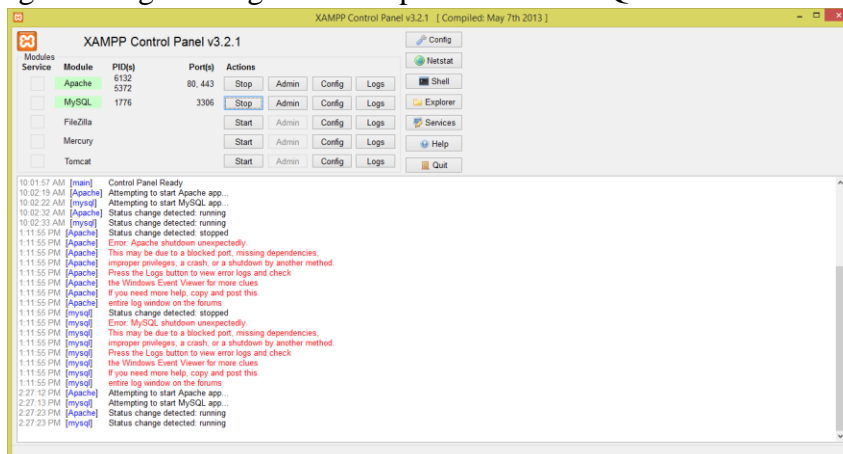 XAMPP Control Panel v3.2.1 [ Compiled: May 7th 2013 ]
XAMPP Control Panel v3.2.1
Config
Netstat
Shell
Explorer
Services
Help
Quit
Modules
Service Module PID(s) Port(s) Actions
Apache 6132 5372 80, 443 Stop Admin Config Logs
MySQL 1776 3306 Stop Admin Config Logs
FileZilla Start Admin Config Logs
Mercury Start Admin Config Logs
Tomcat Start Admin Config Logs
10:01:57 AM [main] Control Panel Ready
10:02:19 AM [Apache] Attempting to start Apache app...
10:02:22 AM [mysql] Attempting to start MySQL app...
10:02:32 AM [Apache] Status change detected: running
10:02:33 AM [mysql] Status change detected: running
1:11:55 PM [Apache] Status change detected: stopped
1:11:55 PM [Apache] Error: Apache shutdown unexpectedly.
1:11:55 PM [Apache] This may be due to a blocked port, missing dependencies,
1:11:55 PM [Apache] improper privileges, a crash, or a shutdown by another method.
1:11:55 PM [Apache] Press the Logs button to view error logs and check
1:11:55 PM [Apache] the Windows Event Viewer for more clues
1:11:55 PM [Apache] If you need more help, copy and post this
1:11:55 PM [Apache] entire log window on the forums
1:11:55 PM [mysql] Status change detected: stopped
1:11:55 PM [mysql] Error: MySQL shutdown unexpectedly.
1:11:55 PM [mysql] This may be due to a blocked port, missing dependencies,
1:11:55 PM [mysql] improper privileges, a crash, or a shutdown by another method.
1:11:55 PM [mysql] Press the Logs button to view error logs and check
1:11:55 PM [mysql] the Windows Event Viewer for more clues
1:11:55 PM [mysql] If you need more help, copy and post this
1:11:55 PM [mysql] entire log window on the forums
2:27:12 PM [Apache] Attempting to start Apache app...
2:27:13 PM [mysql] Attempting to start MySQL app...
2:27:23 PM [Apache] Status change detected: running
2:27:23 PM [mysql] Status change detected: running